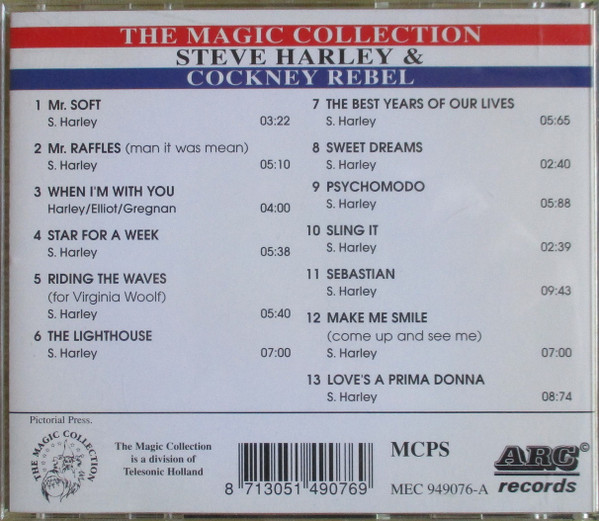 THE MAGIC COLLECTION
STEVE HARLEY &
COCKNEY REBEL
1 Mr. SOFT
S. Harley 03:22
2 Mr. RAFFLES (man it was mean)
S. Harley 05:10
3 WHEN I'M WITH YOU
Harley/Elliot/Gregnan 04:00
4 STAR FOR A WEEK
S. Harley 05:38
5 RIDING THE WAVES
(for Virginia Woolf)
S. Harley 05:40
6 THE LIGHTHOUSE
S. Harley 07:00
7 THE BEST YEARS OF OUR LIVES
S. Harley 05:65
8 SWEET DREAMS
S. Harley 02:40
9 PSYCHOMODO
S. Harley 05:88
10 SLING IT
S. Harley 02:39
11 SEBASTIAN
S. Harley 09:43
12 MAKE ME SMILE
(come up and see me)
S. Harley 07:00
13 LOVE'S A PRIMA DONNA
S. Harley 08:74
Pictorial Press.
THE MAGIC COLLECTION
The Magic Collection
is a division of
Telesonic Holland
8 713051 490769
MCPS
MEC 949076-A
ARC©
records